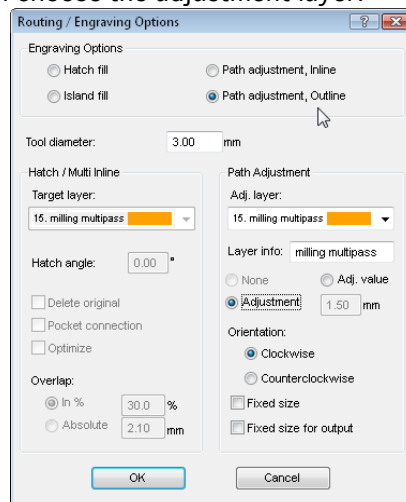 choose the adjustment layer.
Routing / Engraving Options
Engraving Options
Hatch fill
Path adjustment, Inline
Island fill
Path adjustment, Outline
Tool diameter: 3.00 mm
Hatch / Multi Inline
Target layer:
15. milling multipass
Hatch angle: 0.00 °
Delete original
Pocket connection
Optimize
Overlap:
In % 30.0 %
Absolute 2.10 mm
Path Adjustment
Adj. layer:
15. milling multipass
Layer info: milling multipass
None
Adj. value
Adjustment 1.50 mm
Orientation:
Clockwise
Counterclockwise
Fixed size
Fixed size for output
OK
Cancel